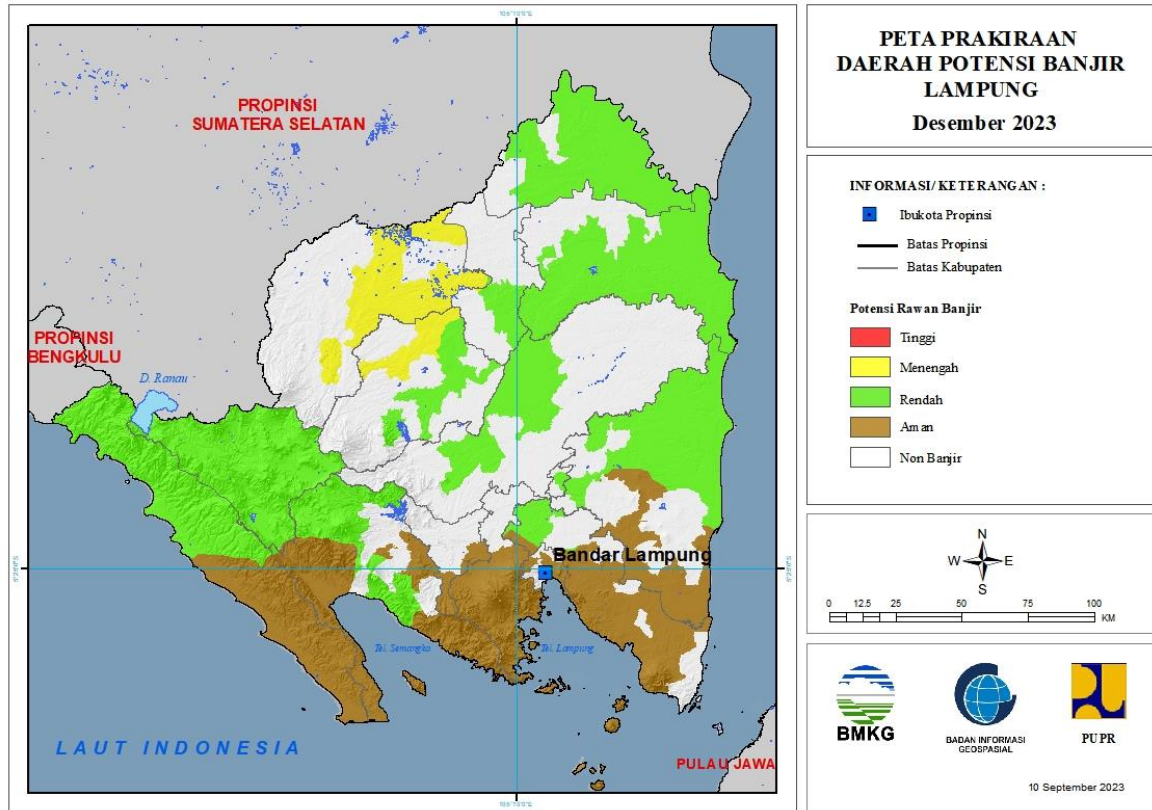 PROPINSI
SUMATERA SELATAN
PROPINSI
BENGKULU
D. Ranau
Bandar Lampung
Tel. Semangka
Tel. Lampung
LAUT INDONESIA
PULAU JAWA
PETA PRAKIRAAN
DAERAH POTENSI BANJIR
LAMPUNG
Desember 2023
INFORMASI/ KETERANGAN :
Ibukota Propinsi
Batas Propinsi
Batas Kabupaten
Potensi Rawan Banjir
Tinggi
Menengah
Rendah
Aman
Non Banjir
N
W E
S
0 12.5 25 50 75 100
KM
BMKG
BADAN INFORMASI
GEOSPASIAL
PUPR
10 September 2023